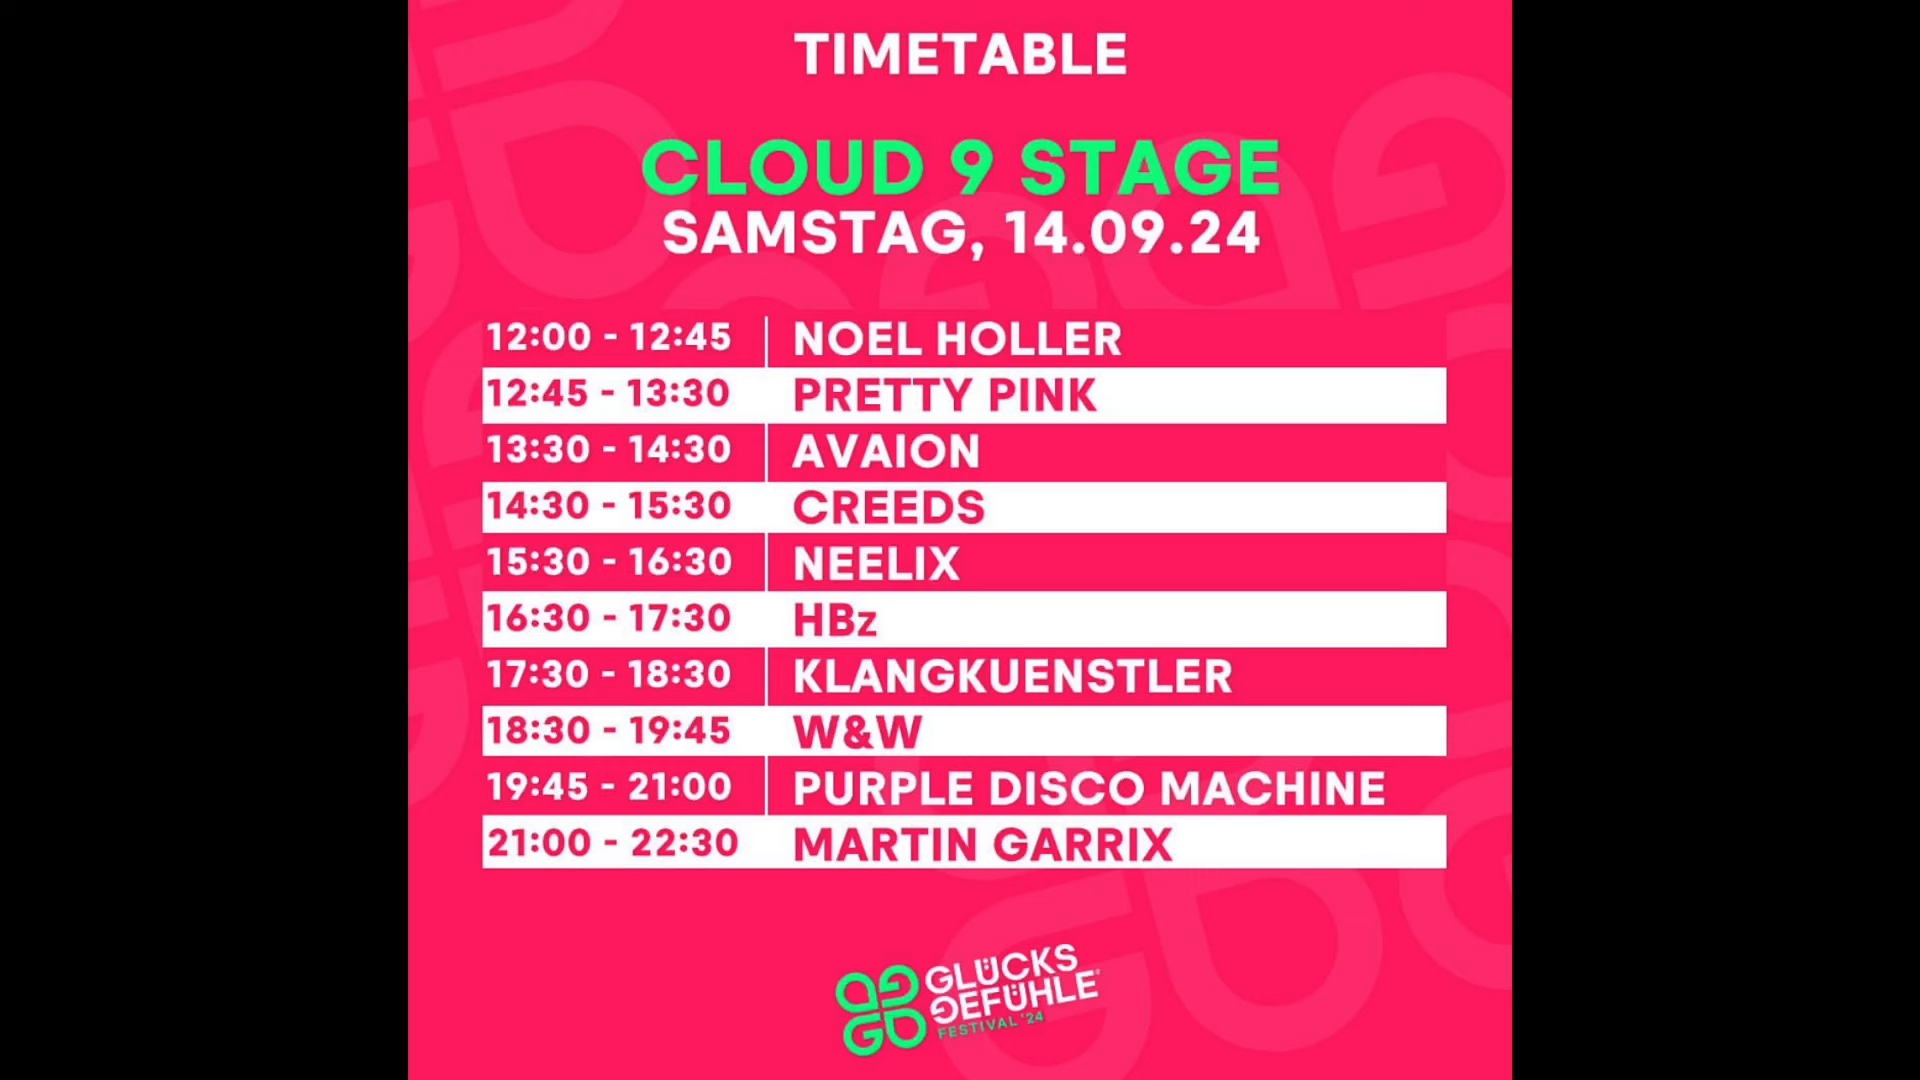 TIMETABLE
CLOUD 9 STAGE
SAMSTAG, 14.09.24
12:00 - 12:45 NOEL HOLLER
12:45 - 13:30 PRETTY PINK
13:30 - 14:30 AVAION
14:30 - 15:30 CREEDS
15:30 - 16:30 NEELIX
16:30 - 17:30 HBz
17:30 - 18:30 KLANGKUENSTLER
18:30 - 19:45 W&W
19:45 - 21:00 PURPLE DISCO MACHINE
21:00 - 22:30 MARTIN GARRIX
GLÜCKS
GEFÜHLE®
FESTIVAL '24